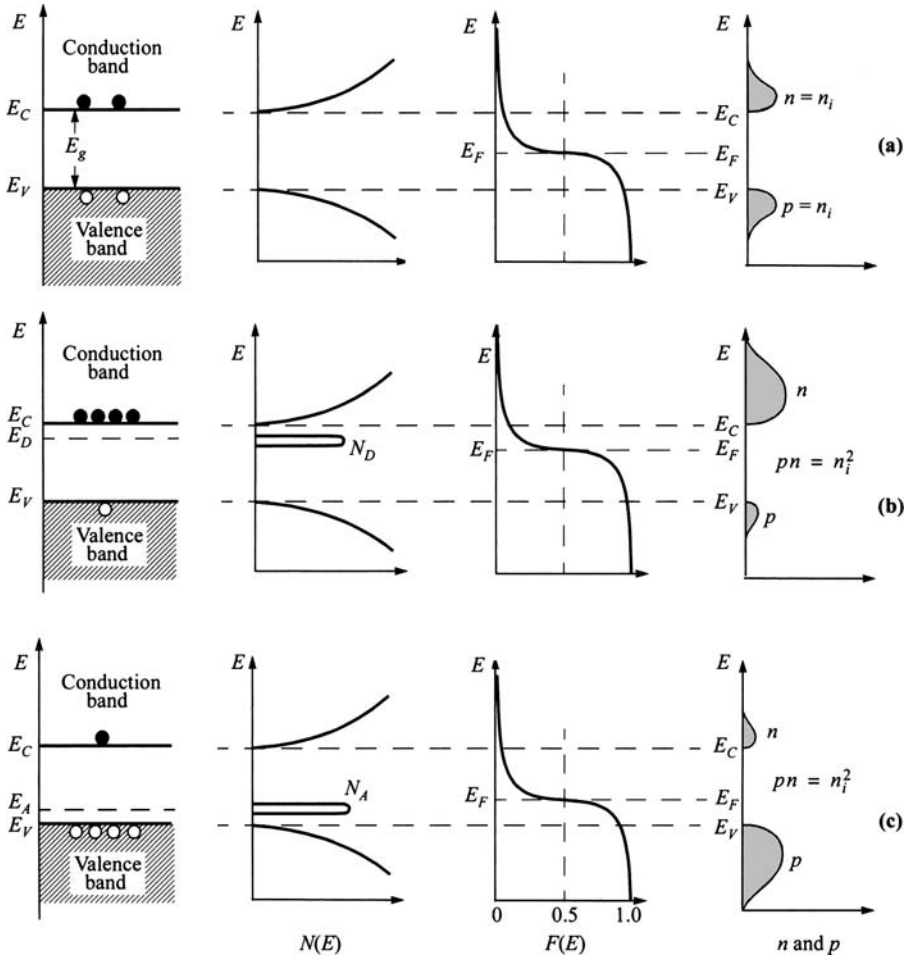 E
Conduction
band
E_C
E_g
E_V
Valence
band
E
E
E_F
E
E_C
E_F
E_V
n = n_i
p = n_i
(a)
E
Conduction
band
E_C
E_D
E_V
Valence
band
E
N_D
E
E_F
E
E_C
E_F
E_V
n
pn = n_i^2
p
(b)
E
Conduction
band
E_C
E_A
E_V
Valence
band
E
N_A
E
E_F
E
E_C
E_F
E_V
n
pn = n_i^2
p
(c)
0 0.5 1.0
N(E) F(E) n and p